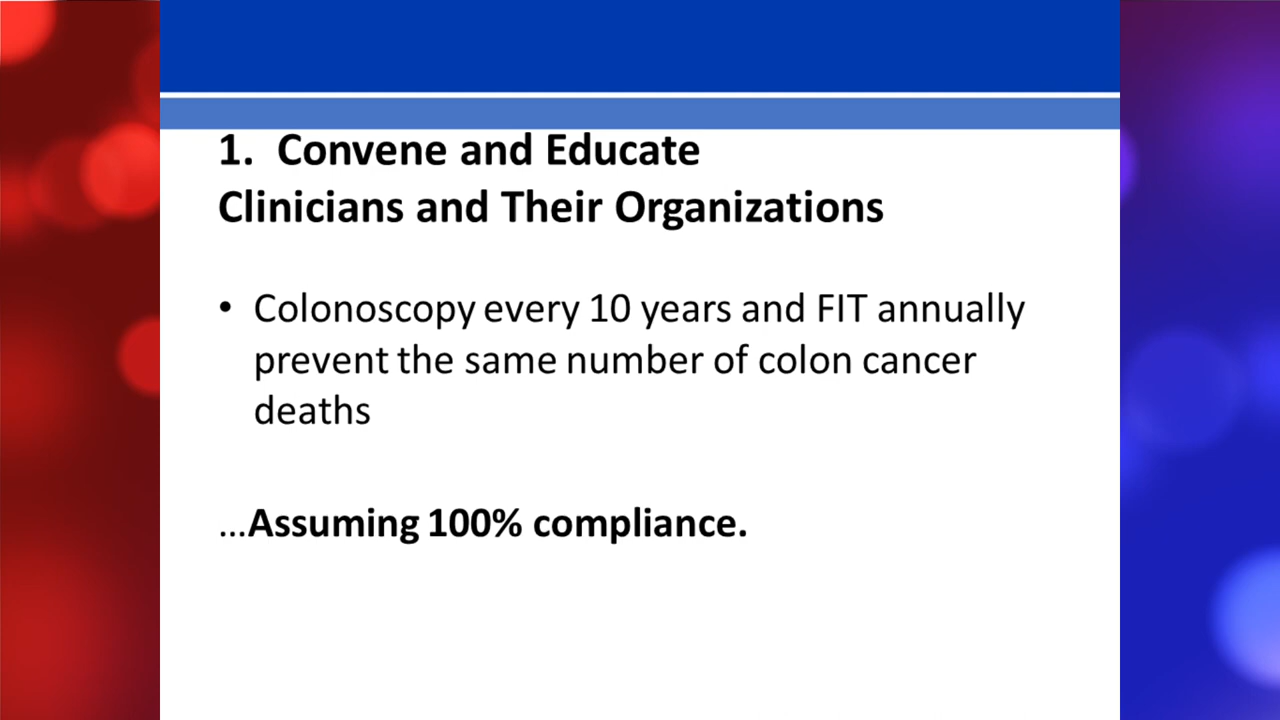 1.  Convene and Educate
Clinicians and Their Organizations
• Colonoscopy every 10 years and FIT annually
prevent the same number of colon cancer
deaths
...Assuming 100% compliance.